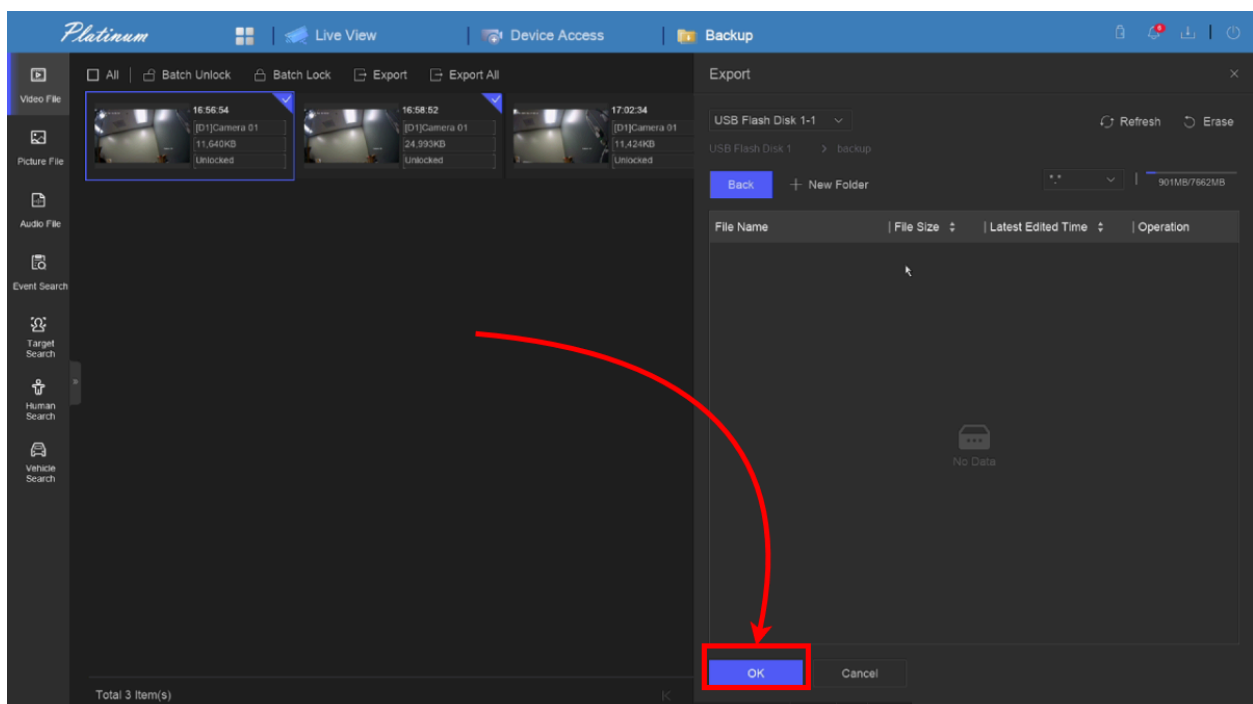 Platinum
Live View
Device Access
Backup
Video File
Picture File
Audio File
Event Search
Target
Search
Human
Search
Vehicle
Search
All
Batch Unlock
Batch Lock
Export
Export All
16:56:54
[D1]Camera 01
11,640KB
Unlocked
16:58:52
[D1]Camera 01
24,993KB
Unlocked
17:02:34
[D1]Camera 01
11,424KB
Unlocked
Total 3 Item(s)
Export
USB Flash Disk 1-1
Refresh
Erase
USB Flash Disk 1 > backup
Back
New Folder
*.*
901MB/7662MB
File Name
File Size
Latest Edited Time
Operation
No Data
OK
Cancel